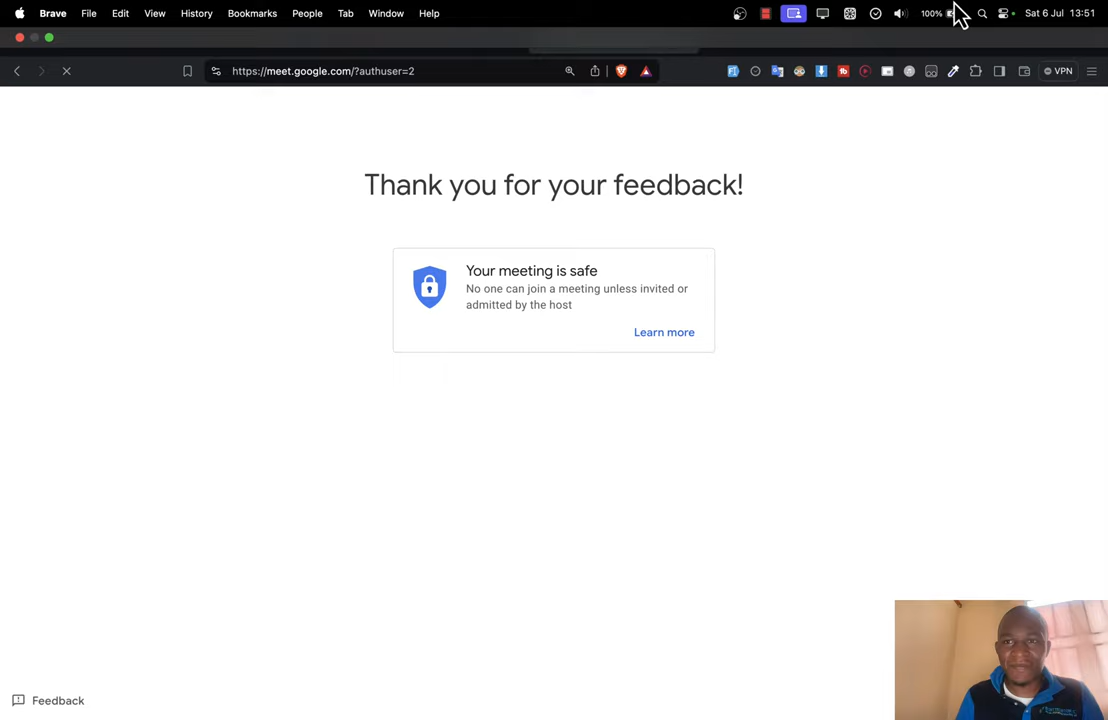 Brave File Edit View History Bookmarks People Tab Window Help 100% Sat 6 Jul 13:51
https://meet.google.com/?authuser=2 VPN
Thank you for your feedback!
Your meeting is safe
No one can join a meeting unless invited or
admitted by the host
Learn more
Feedback